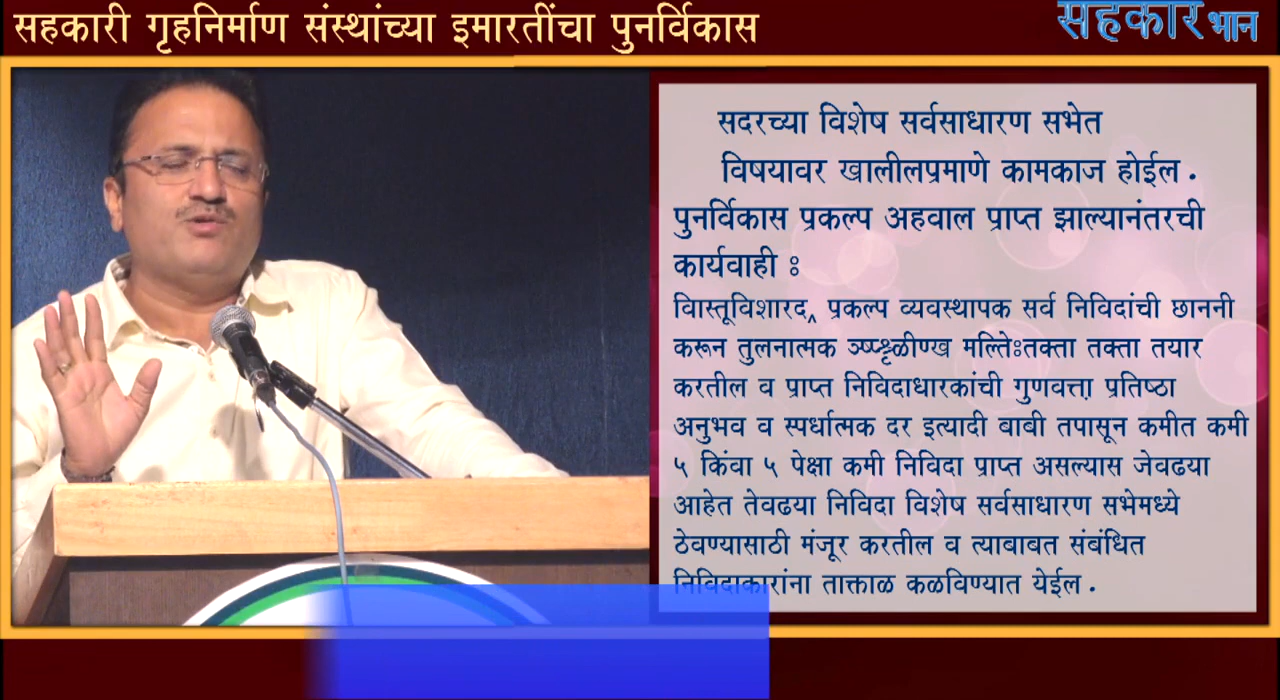 सहकारी गृहनिर्माण संस्थांच्या इमारतींचा पुनर्विकास
सहकार भान
सदरच्या विशेष सर्वसाधारण सभेत
विषयावर खालीलप्रमाणे कामकाज होईल.
पुनर्विकास प्रकल्प अहवाल प्राप्त झाल्यानंतरची
कार्यवाही :
प्रकल्प व्यवस्थापक सर्व निविदांची छाननी
करून तुलनात्मक तक्ता तयार
करतील व प्राप्त निविदाधारकांची गुणवत्ता़ प्रतिष्ठा
अनुभव व स्पर्धात्मक दर इत्यादी बाबी तपासून कमीत कमी
५ किंवा ५ पेक्षा कमी निविदा प्राप्त असल्यास जेवढया
आहेत तेवढया निविदा विशेष सर्वसाधारण सभेमध्ये
ठेवण्यासाठी मंजूर करतील व त्याबाबत संबंधित
निविदाकारांना ताक्ताळ कळविण्यात येईल.